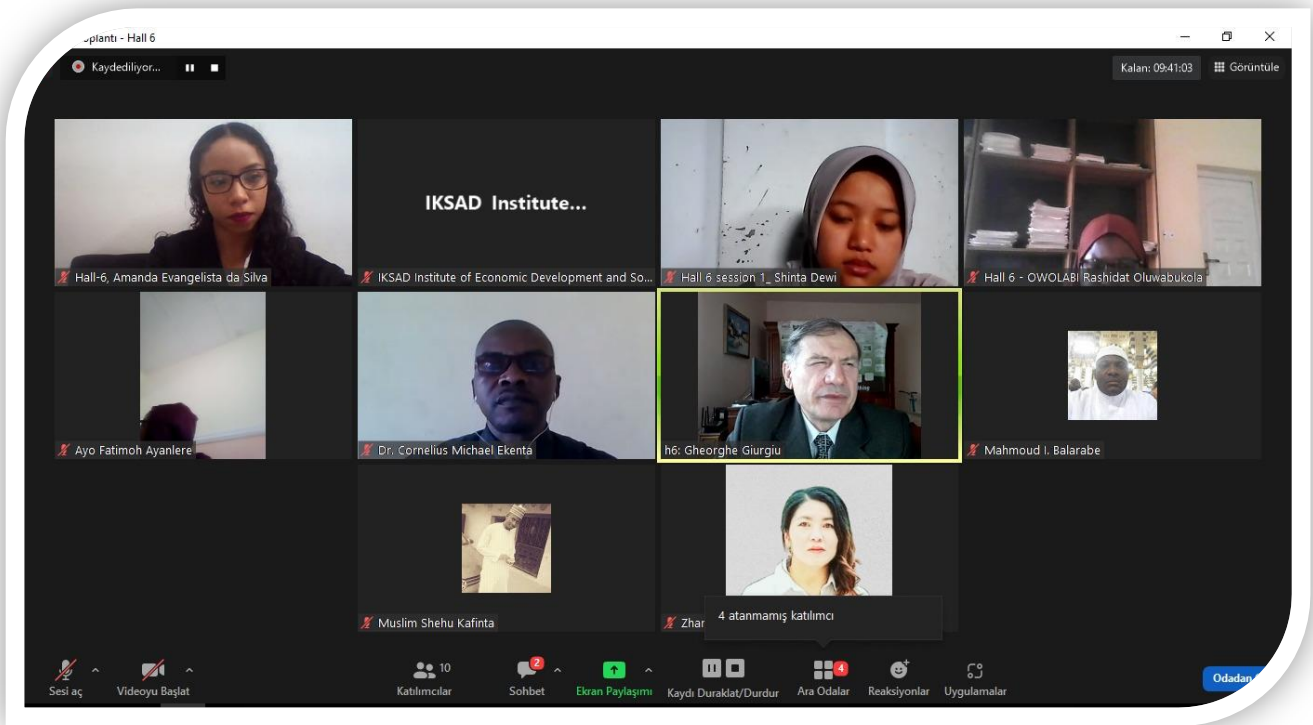 oplantı - Hall 6
Kaydediliyor...
Kalan: 09:41:03
Görüntüle
IKSAD Institute...
Hall-6, Amanda Evangelista da Silva
IKSAD Institute of Economic Development and So...
Hall 6 session 1_ Shinta Dewi
Hall 6 - OWOLABI Rashidat Oluwabukola
Ayo Fatimoh Ayanlere
Dr. Cornelius Michael Ekenta
h6: Gheorghe Giurgiu
Mahmoud I. Balarabe
Muslim Shehu Kafinta
Zhar
4 atanmamış katılımcı
Sesi aç
Videoyu Başlat
10
Katılımcılar
2
Sohbet
Ekran Paylaşımı
Kaydı Duraklat/Durdur
4
Ara Odalar
Reaksiyonlar
Uygulamalar
Odadan